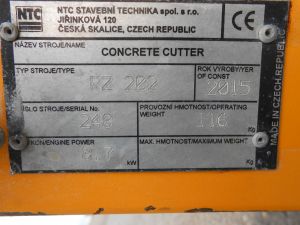 NTC
NTC STAVEBNÍ TECHNIKA spol. s r.o.
JIŘINKOVÁ 120
ČESKÁ SKALICE, CZECH REPUBLIC
NÁZEV STROJE/NAME
CONCRETE CUTTER
TYP STROJE/TYPE
ROK VÝROBY/YER OF CONST
RZ 202
2015
ČÍSLO STROJE/SERIAL No.
PROVOZNÍ HMOTNOST/OPERATING WEIGHT
248
116
Kg
VÝKON/ENGINE POWER
MAX. HMOTNOST/MAXIMUM WEIGHT
kW
Kg
MADE IN CZECH REPUBLIC